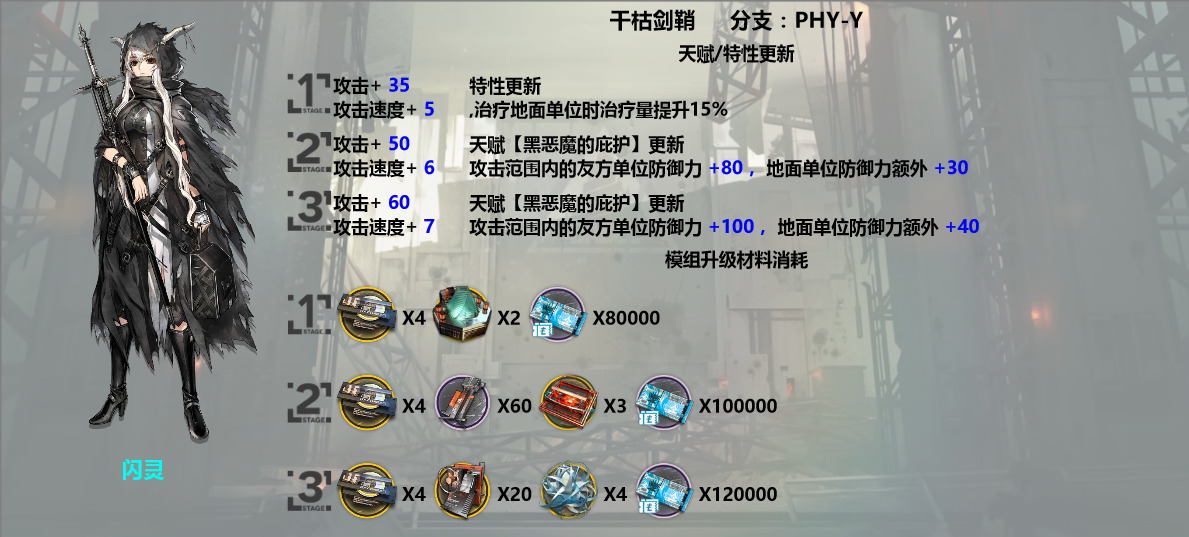 干枯剑鞘 分支：PHY-Y
天赋/特性更新
1 STAGE. 攻击+ 35 特性更新
攻击速度+ 5 ,治疗地面单位时治疗量提升15%
2 STAGE. 攻击+ 50 天赋【黑恶魔的庇护】更新
攻击速度+ 6 攻击范围内的友方单位防御力 +80 ，地面单位防御力额外 +30
3 STAGE. 攻击+ 60 天赋【黑恶魔的庇护】更新
攻击速度+ 7 攻击范围内的友方单位防御力 +100 ，地面单位防御力额外 +40
模组升级材料消耗
1 STAGE. X4 X2 X80000
2 STAGE. X4 X60 X3 X100000
闪灵
3 STAGE. X4 X20 X4 X120000